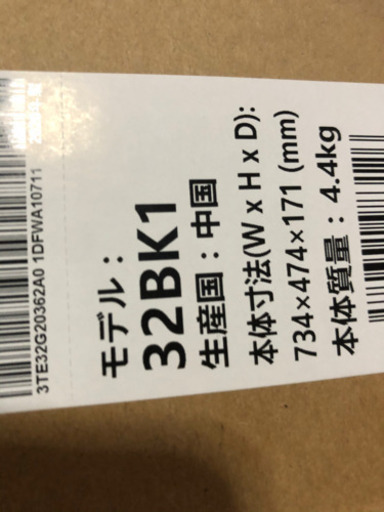 3TE32G20362A0 1DFWA10711
モデル：
32BK1
生産国：中国
本体寸法(W x H x D):
734×474×171 (mm)
本体質量：4.4kg